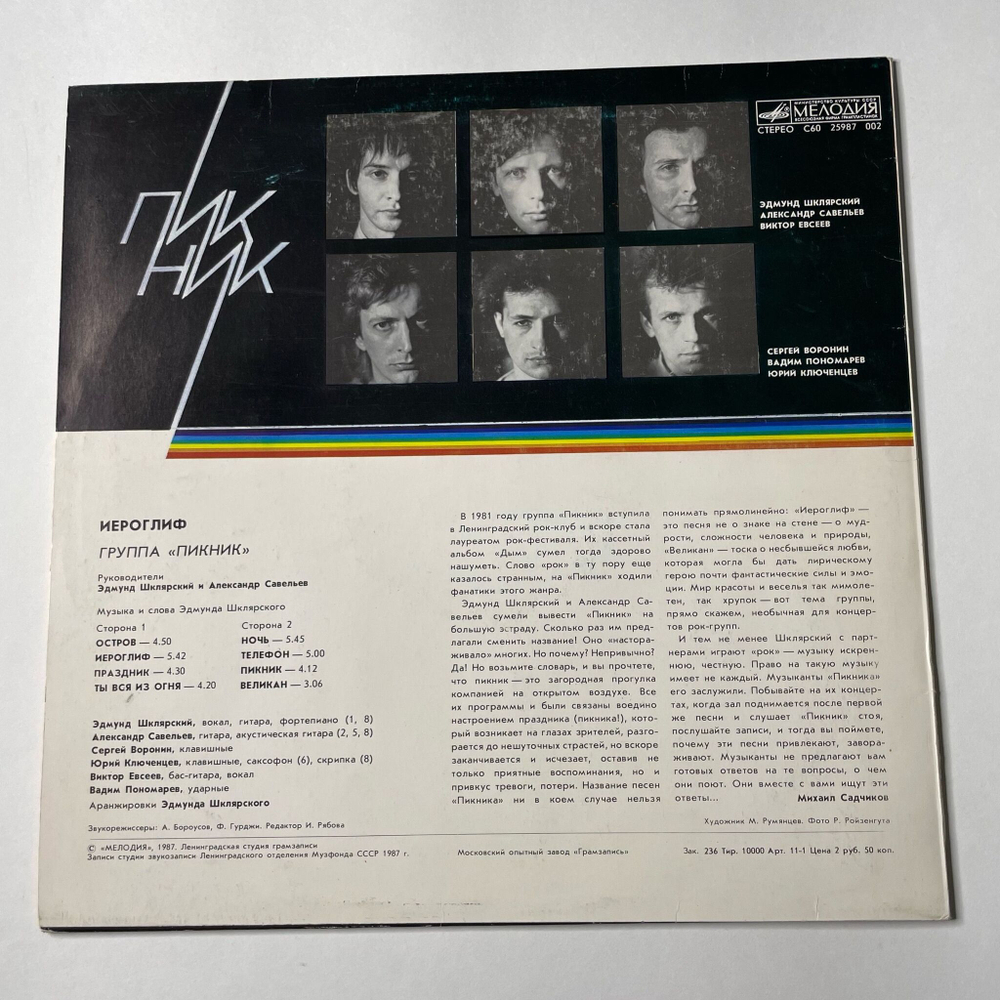 ПИК
НИК
МИНИСТЕРСТВО КУЛЬТУРЫ СССР
МЕЛОДИЯ
ВСЕСОЮЗНАЯ ФИРМА ГРАМПЛАСТИНОК
СТЕРЕО С60 25987 002
ЭДМУНД ШКЛЯРСКИЙ
АЛЕКСАНДР САВЕЛЬЕВ
ВИКТОР ЕВСЕЕВ
СЕРГЕЙ ВОРОНИН
ВАДИМ ПОНОМАРЕВ
ЮРИЙ КЛЮЧЕНЦЕВ
ИЕРОГЛИФ
ГРУППА «ПИКНИК»
Руководители
Эдмунд Шклярский и Александр Савельев
Музыка и слова Эдмунда Шклярского
Сторона 1
ОСТРОВ — 4.50
ИЕРОГЛИФ — 5.42
ПРАЗДНИК — 4.30
ТЫ ВСЯ ИЗ ОГНЯ — 4.20
Сторона 2
НОЧЬ — 5.45
ТЕЛЕФОН — 5.00
ПИКНИК — 4.12
ВЕЛИКАН — 3.06
Эдмунд Шклярский, вокал, гитара, фортепиано (1, 8)
Александр Савельев, гитара, акустическая гитара (2, 5, 8)
Сергей Воронин, клавишные
Юрий Ключенцев, клавишные, саксофон (6), скрипка (8)
Виктор Евсеев, бас-гитара, вокал
Вадим Пономарев, ударные
Аранжировки Эдмунда Шклярского
В 1981 году группа «Пикник» вступила
в Ленинградский рок-клуб и вскоре стала
лауреатом рок-фестиваля. Их кассетный
альбом «Дым» сумел тогда здорово
нашуметь. Слово «рок» в ту пору еще
казалось странным, на «Пикник» ходили
фанатики этого жанра.
Эдмунд Шклярский и Александр Са-
вельев сумели вывести «Пикник» на
большую эстраду. Сколько раз им пред-
лагали сменить название! Оно «настора-
живало» многих. Но почему? Непривычно?
Да! Но возьмите словарь, и вы прочтете,
что пикник — это загородная прогулка
компанией на открытом воздухе. Все
их программы и были связаны воедино
настроением праздника (пикника!), кото-
рый возникает на глазах зрителей, разго-
рается до нешуточных страстей, но вскоре
заканчивается и исчезает, оставив не
только приятные воспоминания, но и
привкус тревоги, потери. Название песен
«Пикника» ни в коем случае нельзя
понимать прямолинейно: «Иероглиф» —
это песня не о знаке на стене — о муд-
рости, сложности человека и природы,
«Великан» — тоска о несбывшейся любви,
которая могла бы дать лирическому
герою почти фантастические силы и эмо-
ции. Мир красоты и веселья так мимоле-
тен, так хрупок — вот тема группы,
прямо скажем, необычная для концер-
тов рок-групп.
И тем не менее Шклярский с парт-
нерами играют «рок» — музыку искрен-
нюю, честную. Право на такую музыку
имеет не каждый. Музыканты «Пикника»
его заслужили. Побывайте на их концер-
тах, когда зал поднимается после первой
же песни и слушает «Пикник» стоя,
послушайте записи, и тогда вы поймете,
почему эти песни привлекают, завора-
живают. Музыканты не предлагают вам
готовых ответов на те вопросы, о чем
они поют. Они вместе с вами ищут эти
ответы... Михаил Садчиков
Звукорежиссеры: А. Бороусов, Ф. Гурджи. Редактор И. Рябова
Художник М. Румянцев. Фото Р. Ройзенгута
© «МЕЛОДИЯ», 1987. Ленинградская студия грамзаписи
Записи студии звукозаписи Ленинградского отделения Музфонда СССР 1987 г.
Московский опытный завод «Грамзапись»
Зак. 236 Тир. 10000 Арт. 11-1 Цена 2 руб. 50 коп.